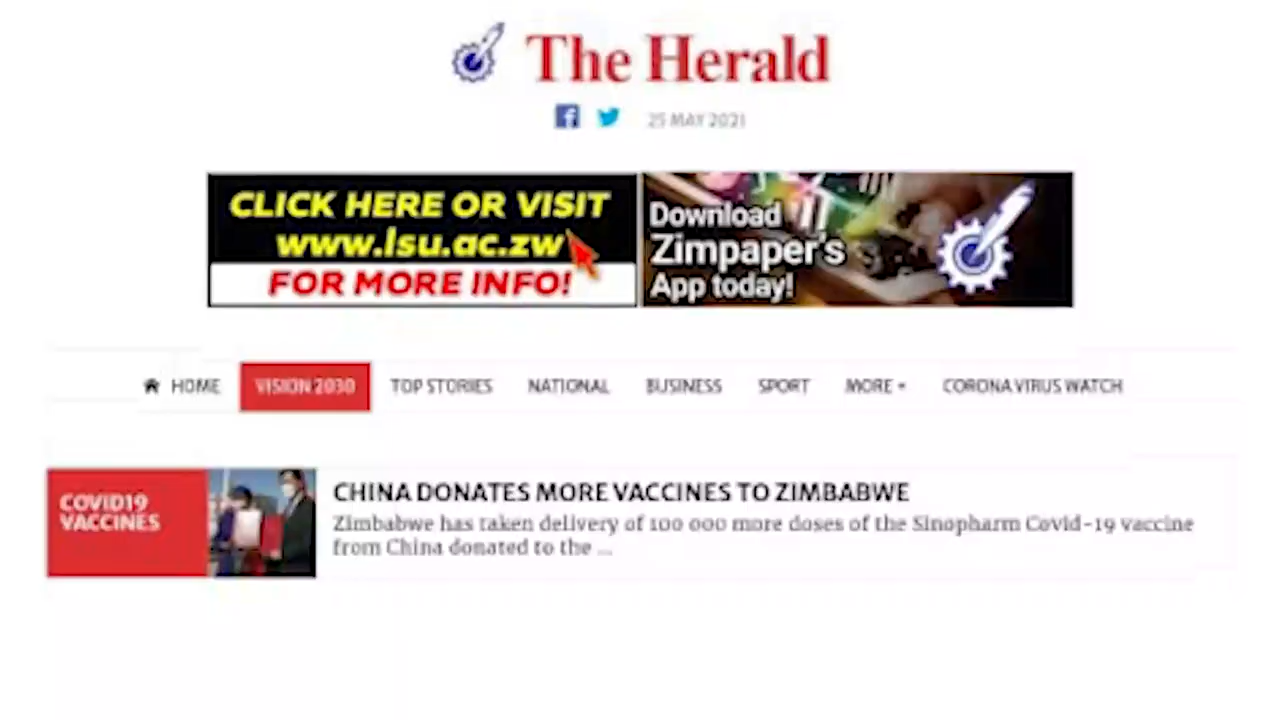 The Herald
25 MAY 2021
CLICK HERE OR VISIT
www.lsu.ac.zw
FOR MORE INFO!
Download
Zimpaper's
App today!
HOME VISION 2030 TOP STORIES NATIONAL BUSINESS SPORT MORE CORONA VIRUS WATCH
COVID19
VACCINES
CHINA DONATES MORE VACCINES TO ZIMBABWE
Zimbabwe has taken delivery of 100 000 more doses of the Sinopharm Covid-19 vaccine
from China donated to the ...